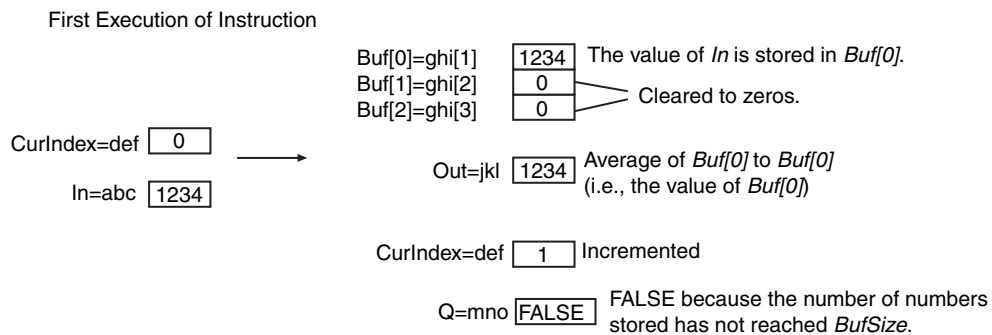 First Execution of Instruction
Buf[0]=ghi[1] 1234 The value of In is stored in Buf[0].
Buf[1]=ghi[2] 0
Cleared to zeros.
Buf[2]=ghi[3] 0
CurIndex=def 0
In=abc 1234
Out=jkl 1234 Average of Buf[0] to Buf[0]
(i.e., the value of Buf[0])
CurIndex=def 1 Incremented
Q=mno FALSE FALSE because the number of numbers
stored has not reached BufSize.